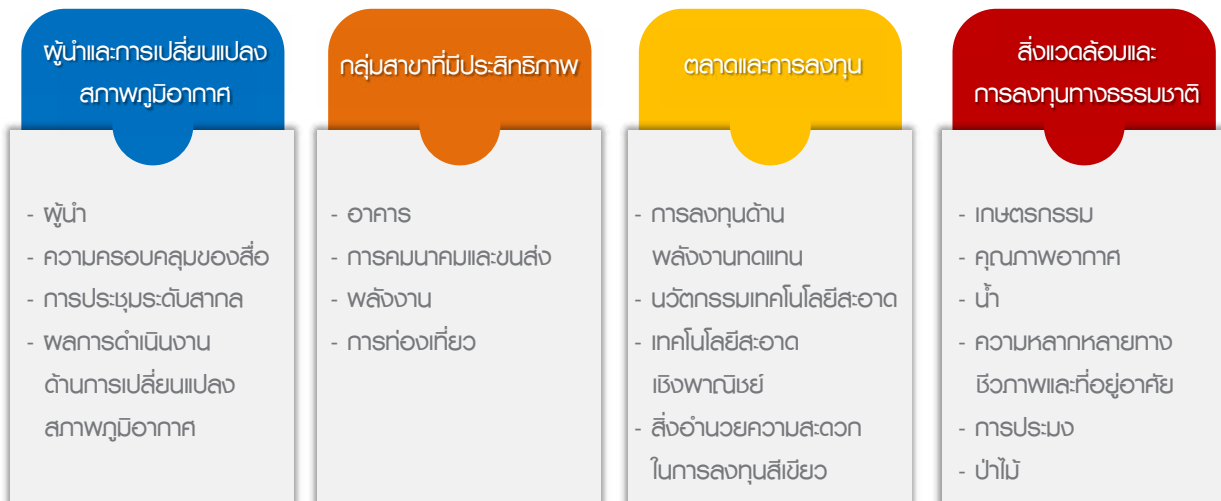 ผู้นำและการเปลี่ยนแปลง
สภาพภูมิอากาศ
- ผู้นำ
- ความครอบคลุมของสื่อ
- การประชุมระดับสากล
- ผลการดำเนินงาน
ด้านการเปลี่ยนแปลง
สภาพภูมิอากาศ
กลุ่มสาขาที่มีประสิทธิภาพ
- อาคาร
- การคมนาคมและขนส่ง
- พลังงาน
- การท่องเที่ยว
ตลาดและการลงทุน
- การลงทุนด้าน
พลังงานทดแทน
- นวัตกรรมเทคโนโลยีสะอาด
- เทคโนโลยีสะอาด
เชิงพาณิชย์
- สิ่งอำนวยความสะดวก
ในการลงทุนสีเขียว
สิ่งแวดล้อมและ
การลงทุนทางธรรมชาติ
- เกษตรกรรม
- คุณภาพอากาศ
- น้ำ
- ความหลากหลายทาง
ชีวภาพและที่อยู่อาศัย
- การประมง
- ป่าไม้